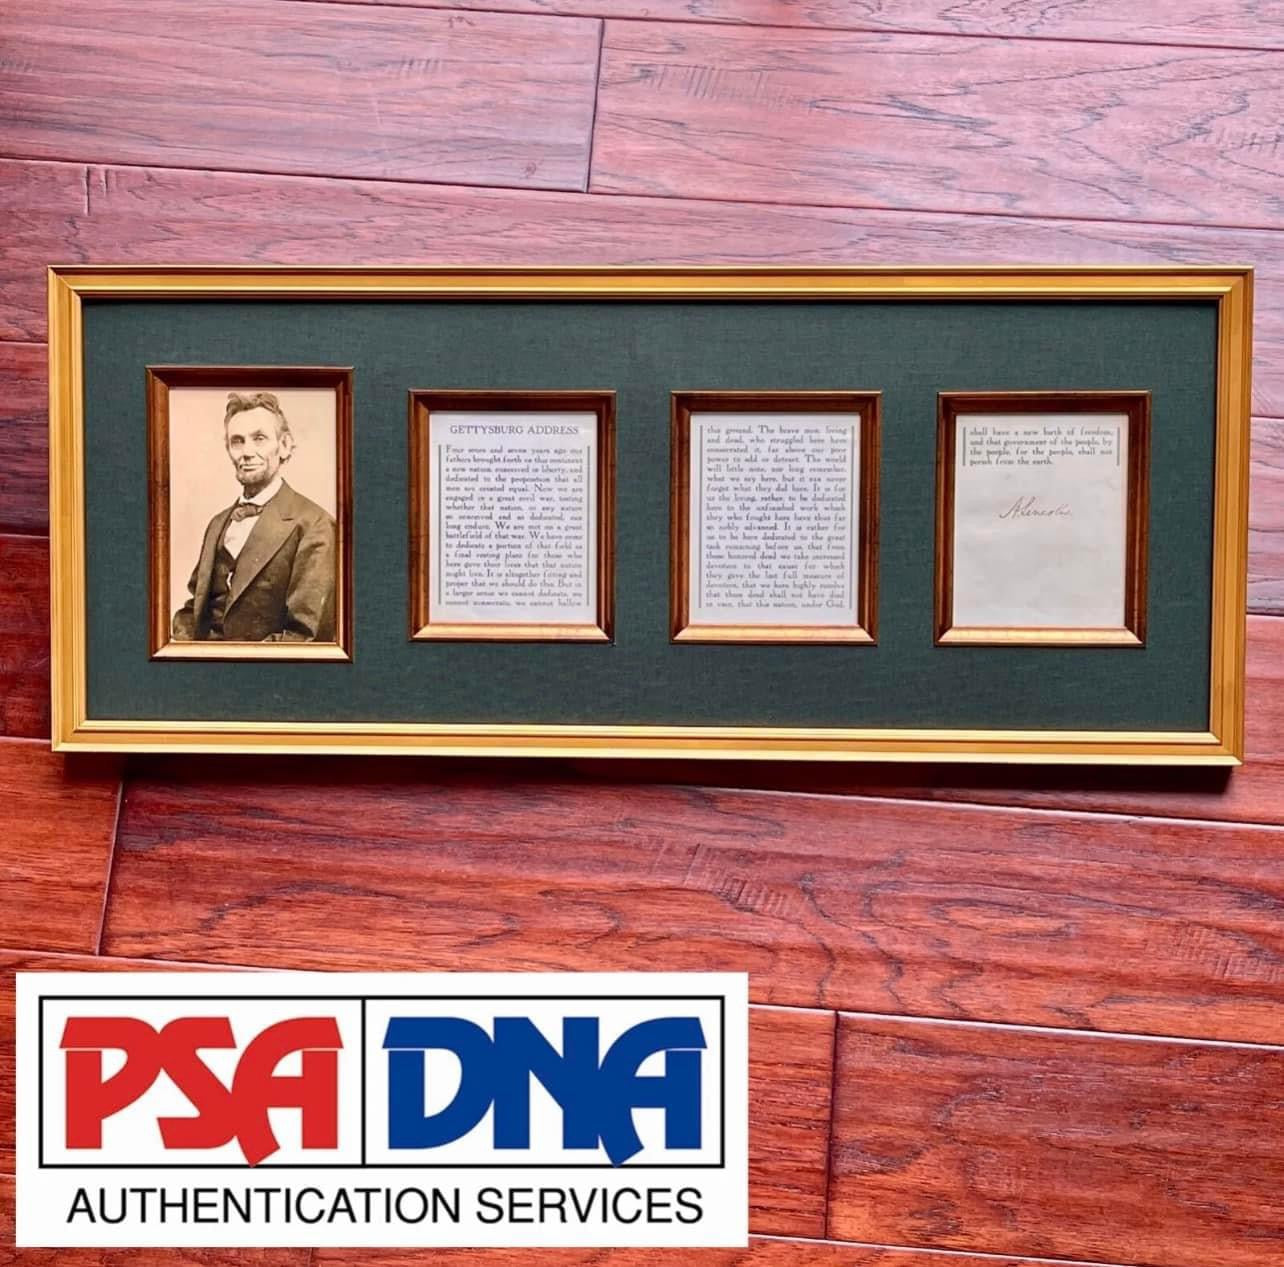 GETTYSBURG ADDRESS
Four score and seven years ago our
fathers brought forth on this continent
a new nation, conceived in liberty, and
dedicated to the proposition that all
men are created equal. Now we are
engaged in a great civil war, testing
whether that nation, or any nation
so conceived and so dedicated, can
long endure. We are met on a great
battlefield of that war. We have come
to dedicate a portion of that field as
a final resting place for those who
here gave their lives that that nation
might live. It is altogether fitting and
proper that we should do this. But in
a larger sense we cannot dedicate, we
cannot consecrate, we cannot hallow
this ground. The brave men, living
and dead, who struggled here have
consecrated it, far above our poor
power to add or detract. The world
will little note, nor long remember,
what we say here, but it can never
forget what they did here. It is for
us the living, rather, to be dedicated
here to the unfinished work which
they who fought here have thus far
so nobly advanced. It is rather for
us to be here dedicated to the great
task remaining before us, that from
these honored dead we take increased
devotion to that cause for which
they gave the last full measure of
devotion, that we here highly resolve
that these dead shall not have died
in vain, that this nation, under God,
shall have a new birth of freedom,
and that government of the people, by
the people, for the people, shall not
perish from the earth.
A. Lincoln
PSA DNA
AUTHENTICATION SERVICES